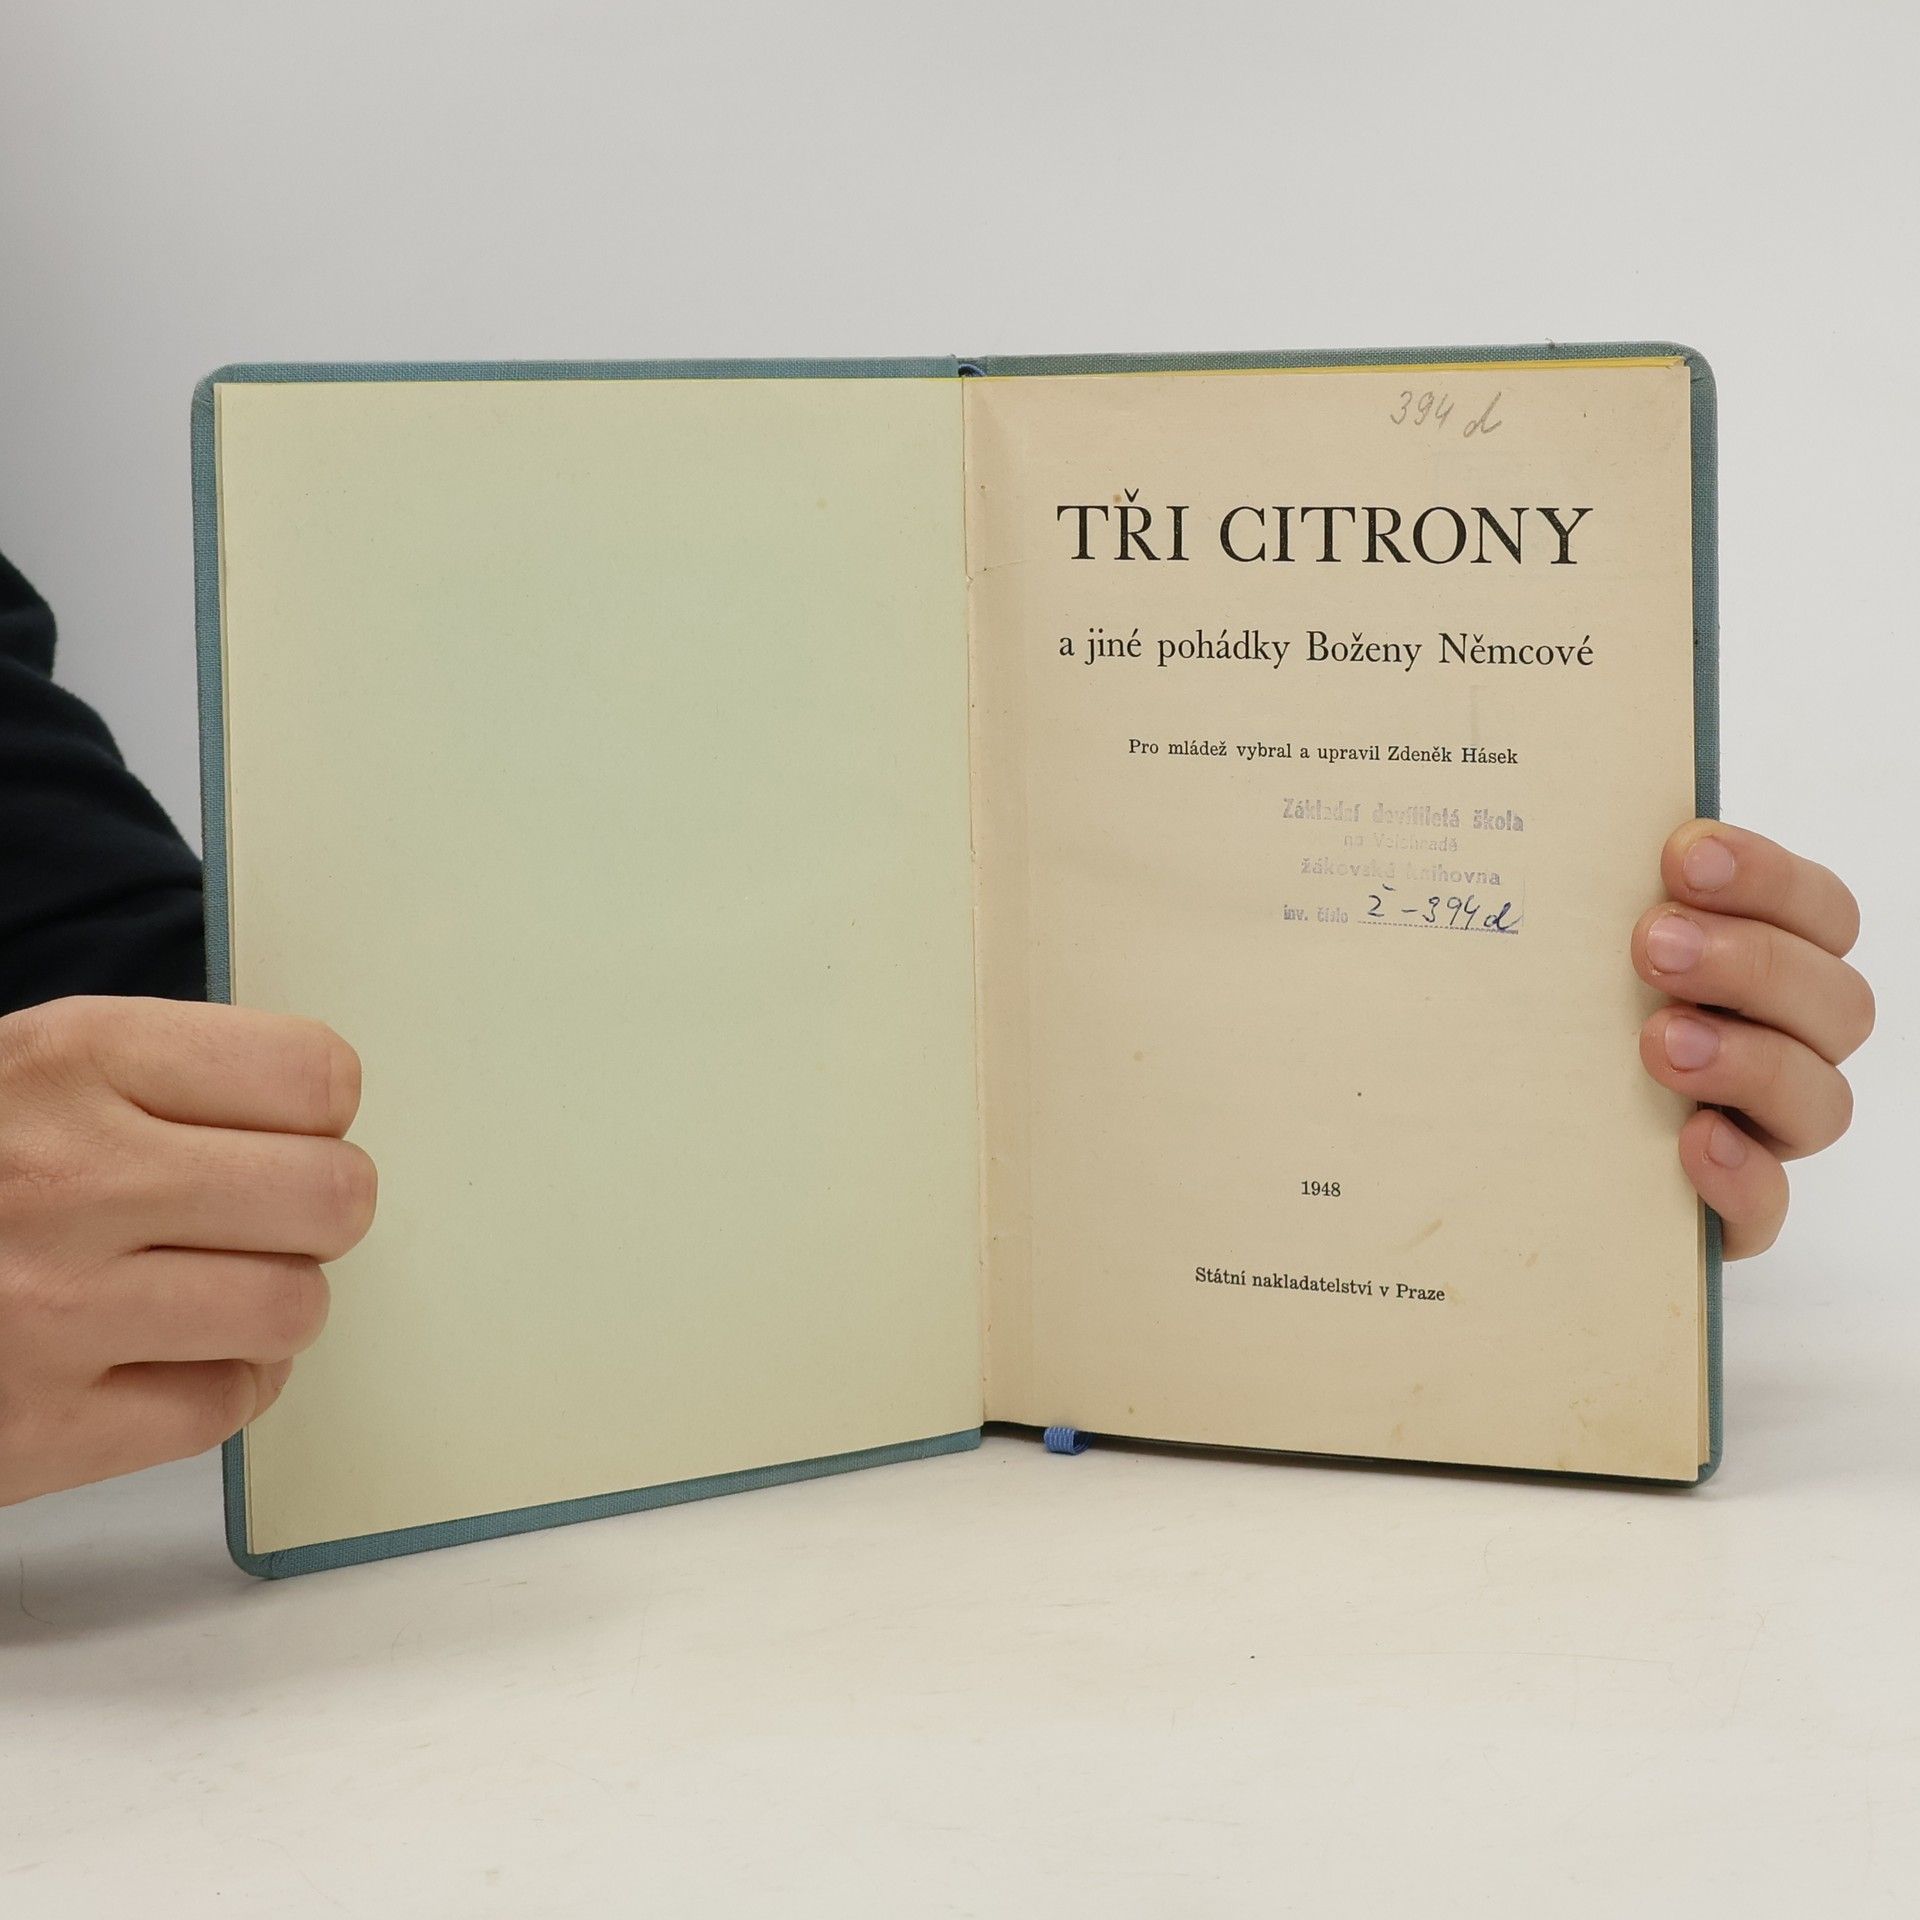 394 d
TŘI CITRONY
a jiné pohádky Boženy Němcové
Pro mládež vybral a upravil Zdeněk Hásek
Základní devítiletá škola
na Velehradě
žákovská knihovna
inv. číslo Ž-394d
1948
Státní nakladatelství v Praze